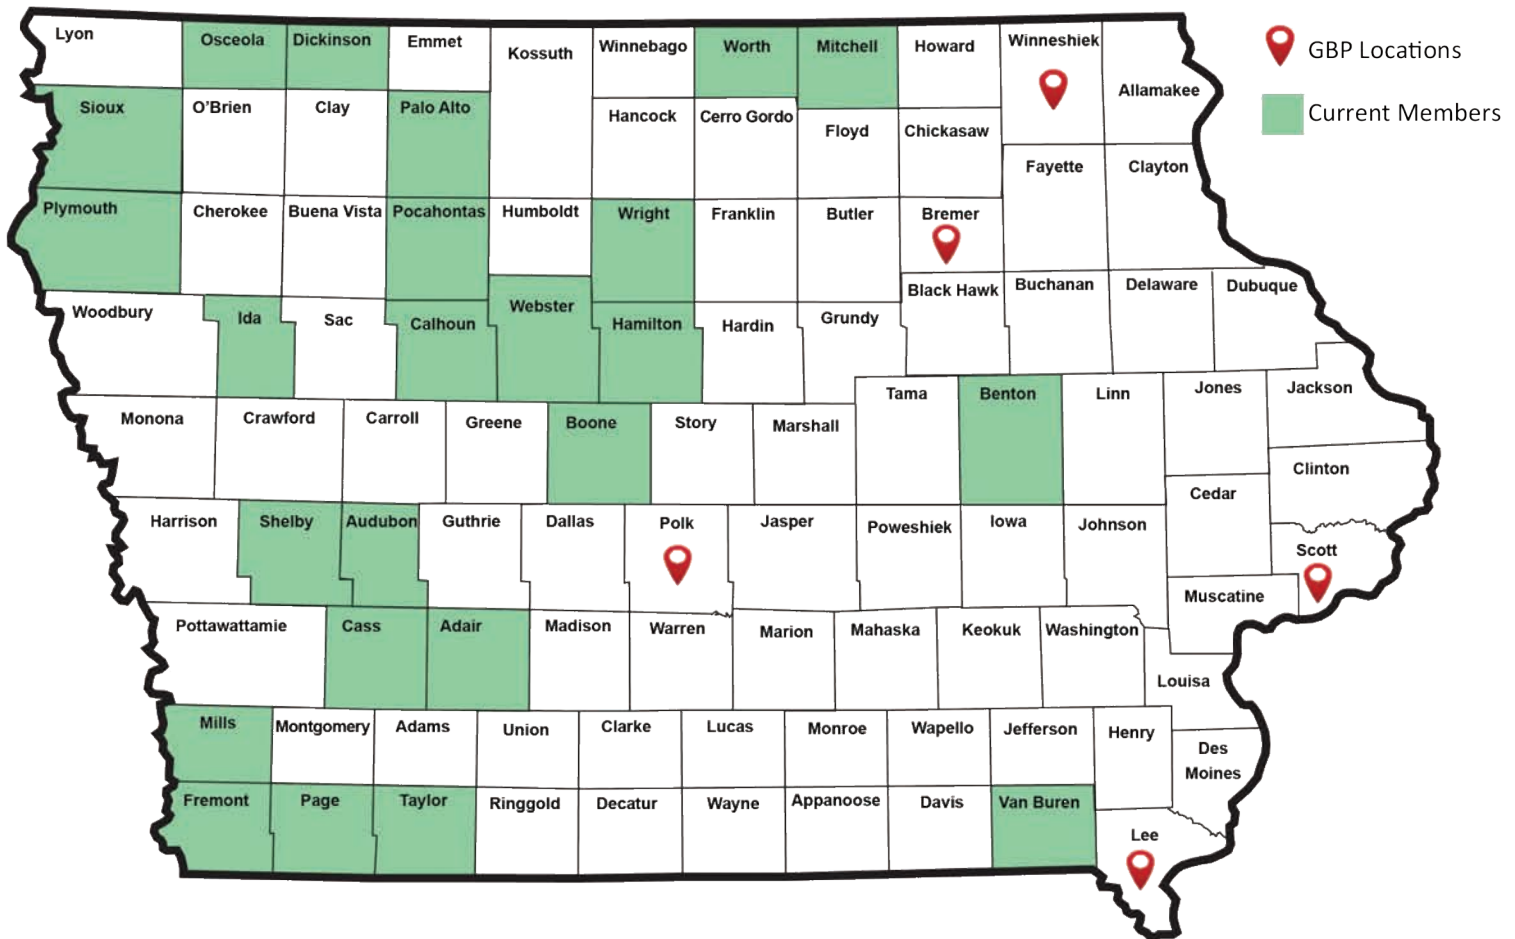 Lyon
Osceola
Dickinson
Emmet
Kossuth
Winnebago
Worth
Mitchell
Howard
Winneshiek
Allamakee
GBP Locations
Current Members
Sioux
O'Brien
Clay
Palo Alto
Hancock
Cerro Gordo
Floyd
Chickasaw
Fayette
Clayton
Plymouth
Cherokee
Buena Vista
Pocahontas
Humboldt
Wright
Franklin
Butler
Bremer
Woodbury
Ida
Sac
Calhoun
Webster
Hamilton
Hardin
Grundy
Black Hawk
Buchanan
Delaware
Dubuque
Monona
Crawford
Carroll
Greene
Boone
Story
Marshall
Tama
Benton
Linn
Jones
Jackson
Clinton
Cedar
Harrison
Shelby
Audubon
Guthrie
Dallas
Polk
Jasper
Poweshiek
Iowa
Johnson
Scott
Muscatine
Pottawattamie
Cass
Adair
Madison
Warren
Marion
Mahaska
Keokuk
Washington
Louisa
Mills
Montgomery
Adams
Union
Clarke
Lucas
Monroe
Wapello
Jefferson
Henry
Des
Moines
Fremont
Page
Taylor
Ringgold
Decatur
Wayne
Appanoose
Davis
Van Buren
Lee